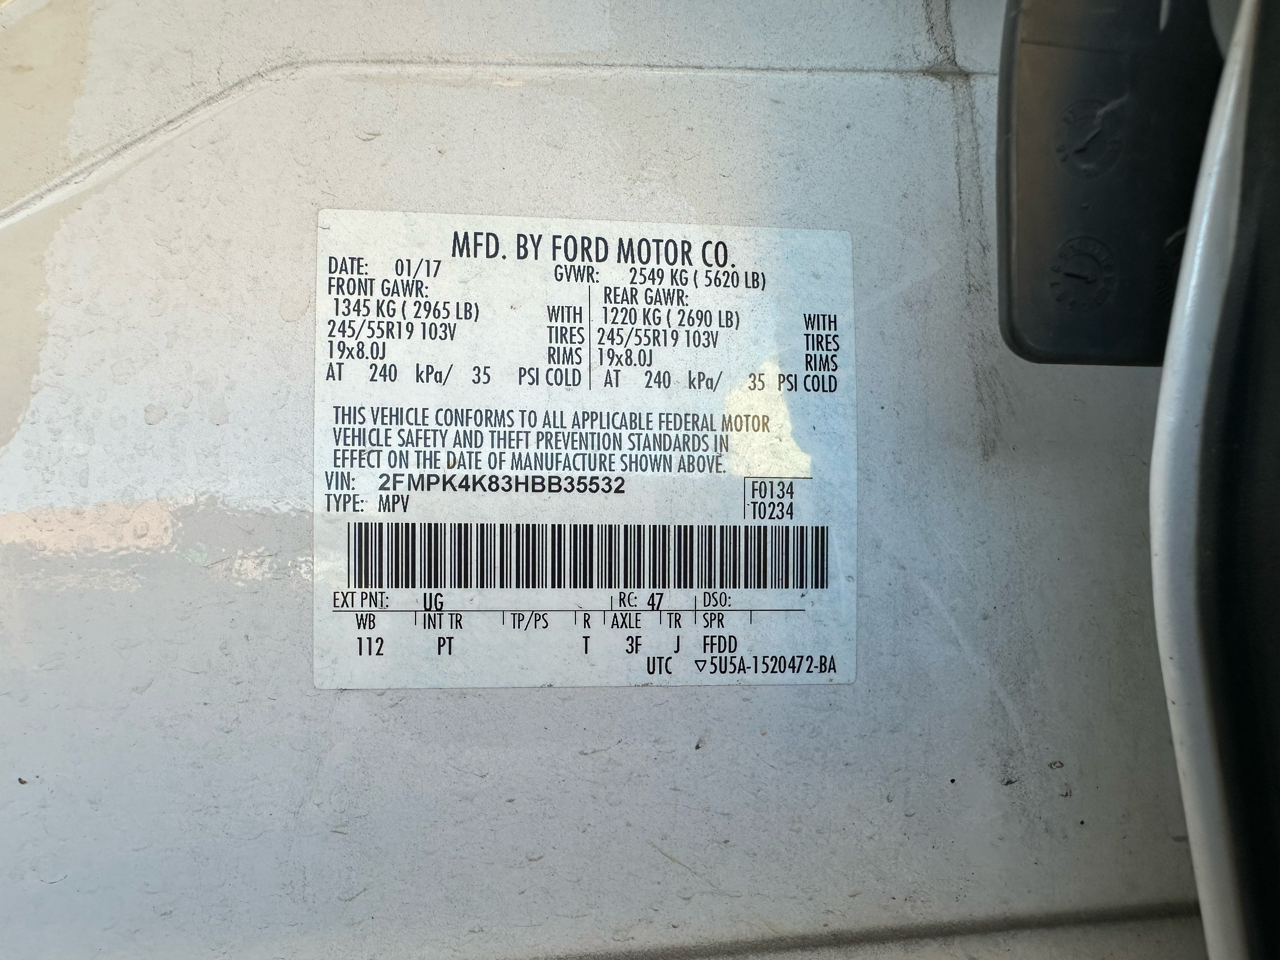 MFD. BY FORD MOTOR CO.
DATE: 01/17 GVWR: 2549 KG ( 5620 LB)
FRONT GAWR: REAR GAWR:
1345 KG ( 2965 LB) WITH 1220 KG ( 2690 LB) WITH
245/55R19 103V TIRES 245/55R19 103V TIRES
19x8.0J RIMS 19x8.0J RIMS
AT 240 kPa/ 35 PSI COLD AT 240 kPa/ 35 PSI COLD
THIS VEHICLE CONFORMS TO ALL APPLICABLE FEDERAL MOTOR
VEHICLE SAFETY AND THEFT PREVENTION STANDARDS IN
EFFECT ON THE DATE OF MANUFACTURE SHOWN ABOVE.
VIN: 2FMPK4K83HBB35532 F0134
TYPE: MPV T0234
EXT PNT: UG RC: 47 DSO:
WB INT TR TP/PS R AXLE TR SPR
112 PT T 3F J FFDD
UTC ▽5U5A-1520472-BA